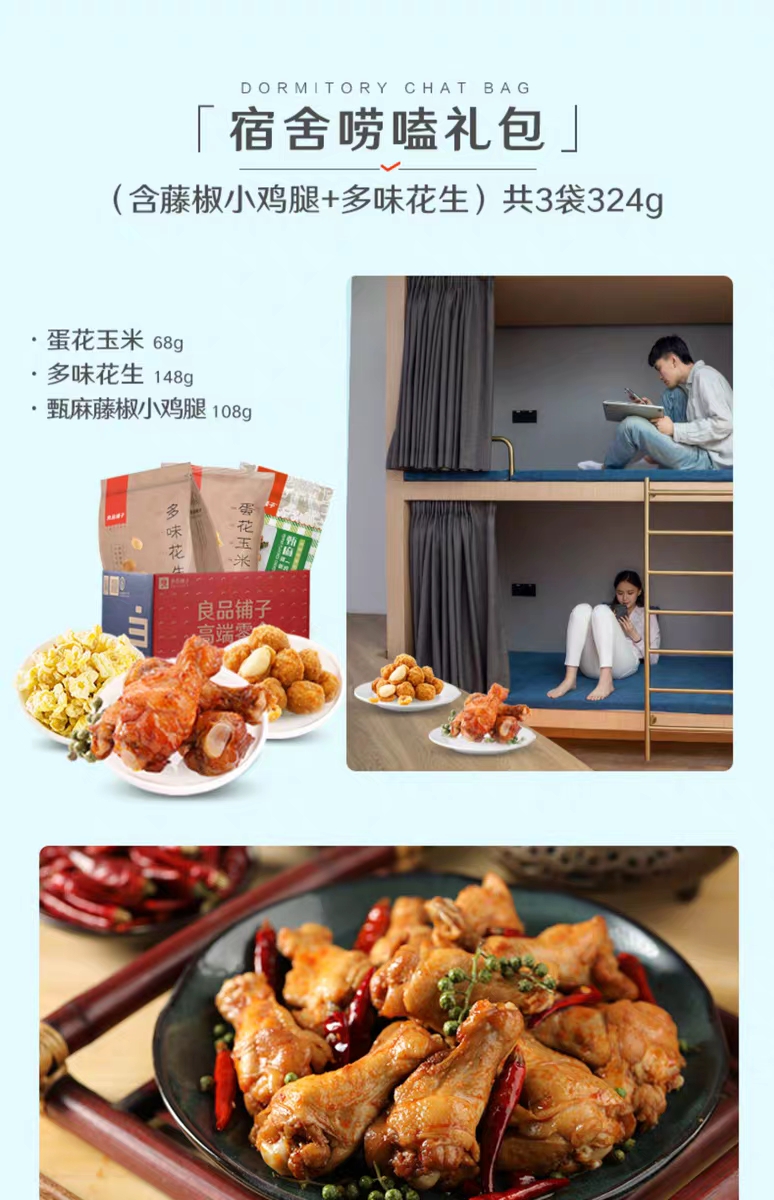 DORMITORY CHAT BAG
「宿舍唠嗑礼包」
（含藤椒小鸡腿+多味花生）共3袋324g
· 蛋花玉米 68g
· 多味花生 148g
· 甄麻藤椒小鸡腿 108g
良品铺子
多味花生
蛋花玉米
甄麻
良品铺子
高端零